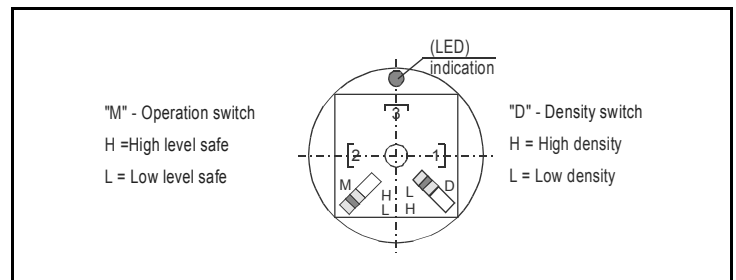 (LED)
indication
"M" - Operation switch
H =High level safe
L = Low level safe
3
2
1
M
D
H L
L H
"D" - Density switch
H = High density
L = Low density